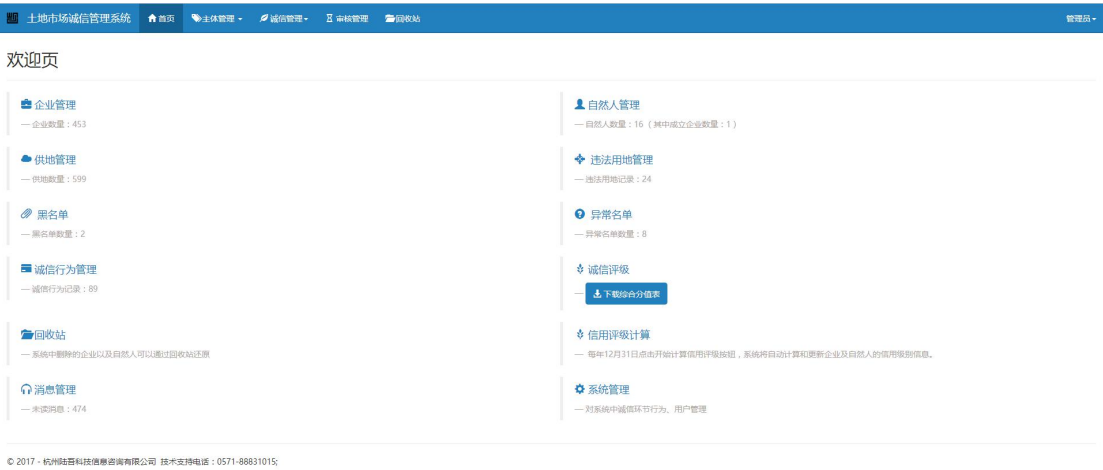 土地市场诚信管理系统 首页 主体管理 诚信管理 审核管理 回收站 管理员
欢迎页
企业管理
— 企业数量：453
自然人管理
— 自然人数量：16 （ 其中成立企业数量：1 ）
供地管理
— 供地数量：599
违法用地管理
— 违法用地记录：24
黑名单
— 黑名单数量：2
异常名单
— 异常名单数量：8
诚信行为管理
— 诚信行为记录：89
诚信评级
— 下载综合分值表
回收站
— 系统中删除的企业以及自然人可以通过回收站还原
信用评级计算
— 每年12月31日点击开始计算信用评级按钮，系统将自动计算和更新企业及自然人的信用级别信息。
消息管理
— 未读消息：474
系统管理
— 对系统中诚信环节行为、用户管理
© 2017 - 杭州陆吾科技信息咨询有限公司 技术支持电话：0571-88831015;